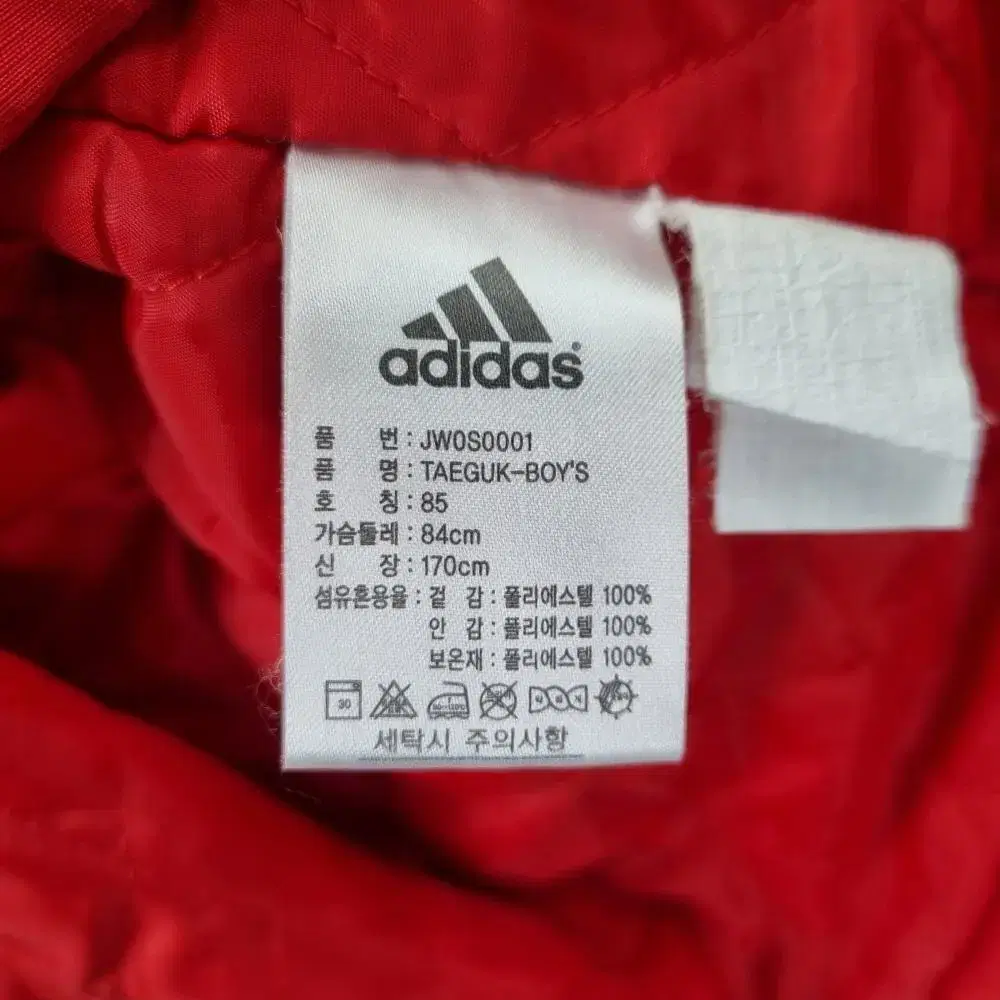 adidas®
품 번 : JW0S0001
품 명 : TAEGUK-BOY'S
호 칭 : 85
가슴둘레 : 84cm
신 장 : 170cm
섬유혼용율 : 겉 감 : 폴리에스텔 100%
안 감 : 폴리에스텔 100%
보온재 : 폴리에스텔 100%
30
세탁시 주의사항